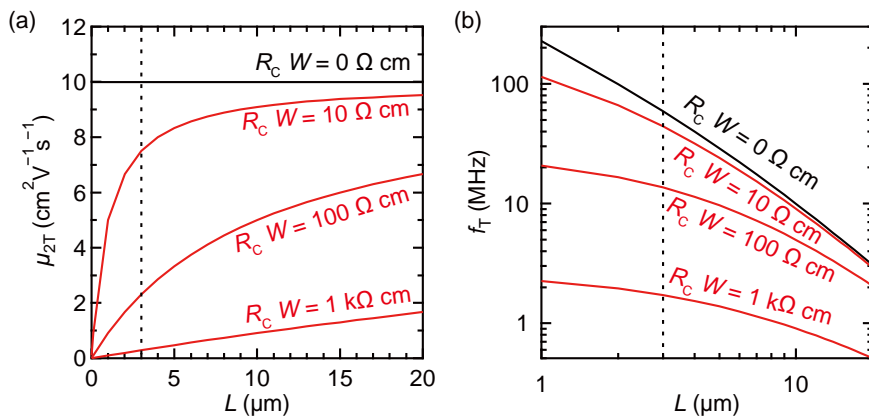 (a)
12
10
8
6
4
2
0
μ2T (cm²V⁻¹s⁻¹)
RC W = 0 Ω cm
RC W = 10 Ω cm
RC W = 100 Ω cm
RC W = 1 kΩ cm
0 5 10 15 20
L (μm)
(b)
100
10
1
fT (MHz)
RC W = 0 Ω cm
RC W = 10 Ω cm
RC W = 100 Ω cm
RC W = 1 kΩ cm
1 10
L (μm)